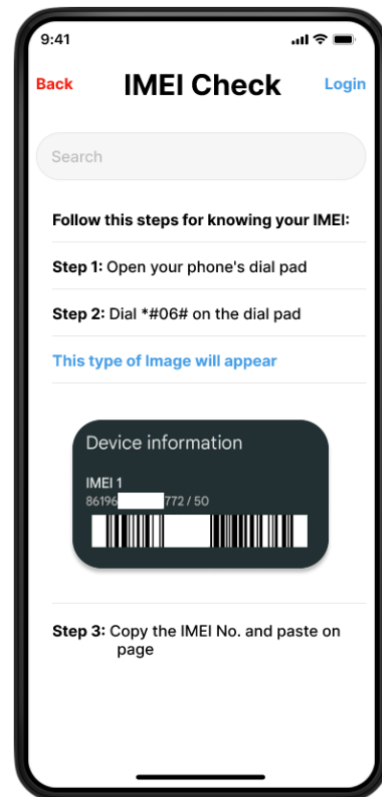 9:41
Back IMEI Check Login
Search
Follow this steps for knowing your IMEI:
Step 1: Open your phone's dial pad
Step 2: Dial *#06# on the dial pad
This type of Image will appear
Device information
IMEI 1
86196 772 / 50
Step 3: Copy the IMEI No. and paste on
page